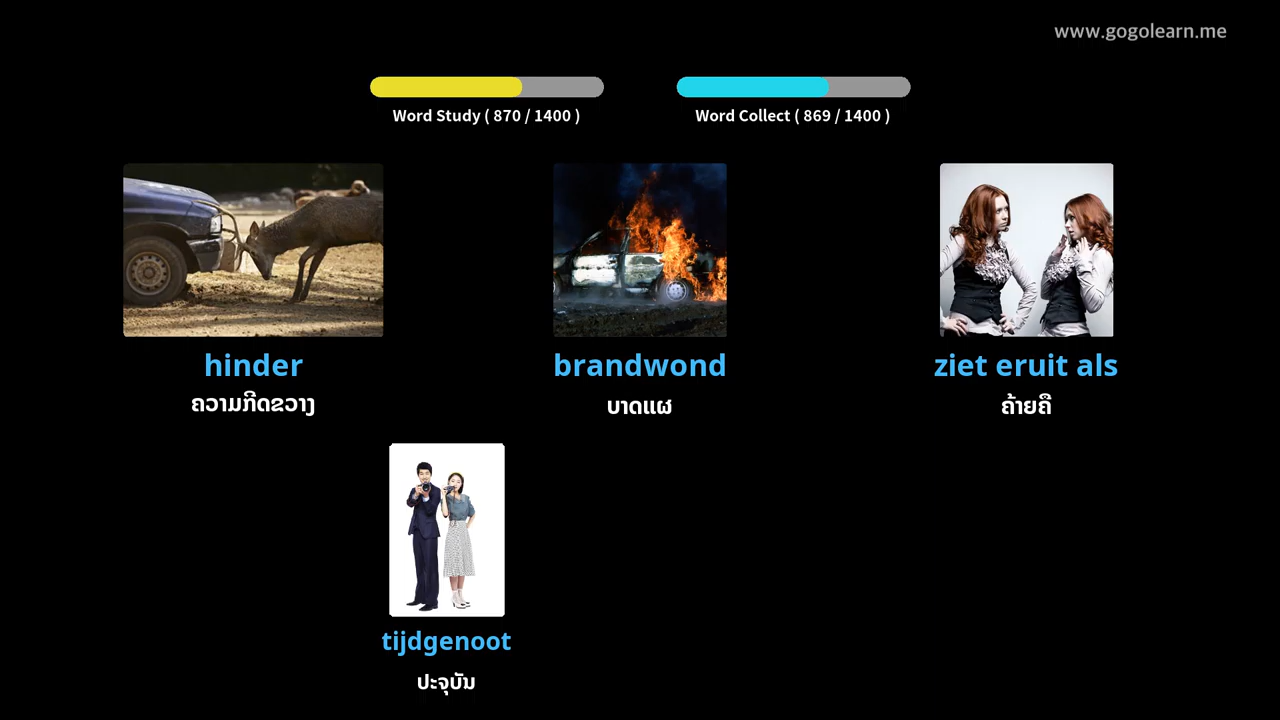 www.gogolearn.me
Word Study ( 870 / 1400 )
Word Collect ( 869 / 1400 )
hinder
brandwond
ziet eruit als
ຄວາມກີດຂວາງ
ບາດແຜ
ຄ້າຍຄື
tijdgenoot
ປະຈຸບັນ